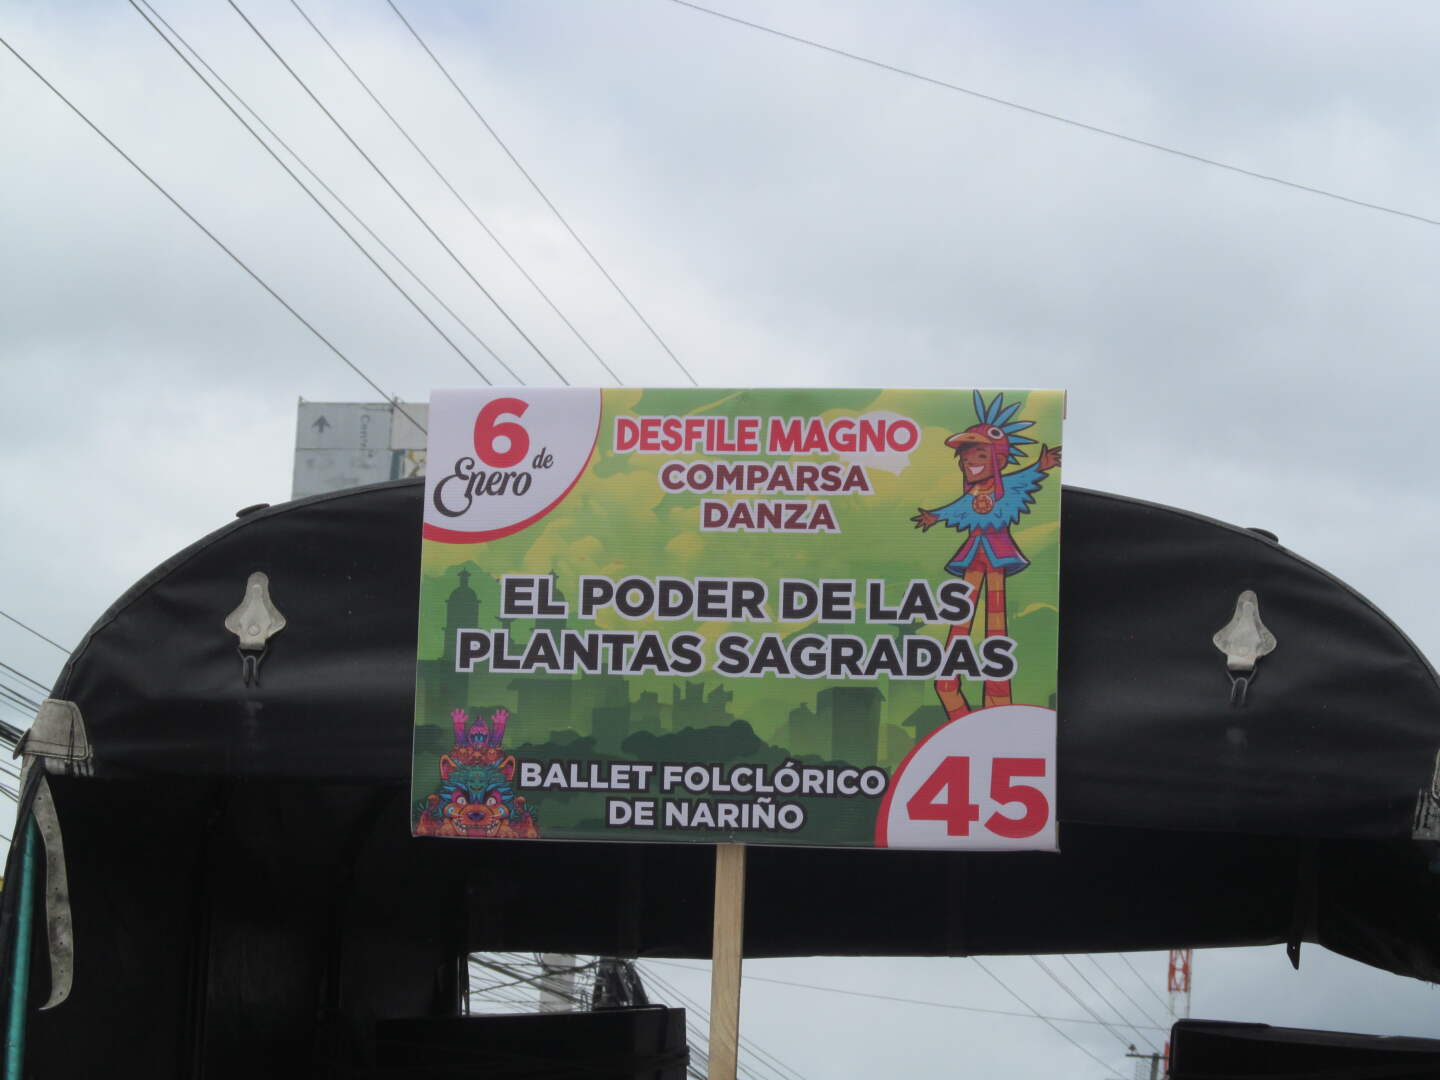 6 de
Enero
DESFILE MAGNO
COMPARSA
DANZA
EL PODER DE LAS
PLANTAS SAGRADAS
BALLET FOLCLÓRICO
DE NARIÑO
45